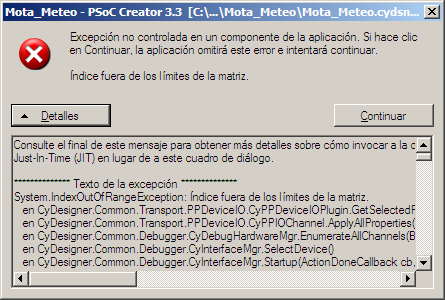 Mota_Meteo - PSoC Creator 3.3 [C:\...\Mota_Meteo\Mota_Meteo.cydsn...
Excepción no controlada en un componente de la aplicación. Si hace clic
en Continuar, la aplicación omitirá este error e intentará continuar.
Índice fuera de los límites de la matriz.
Detalles
Continuar
Consulte el final de este mensaje para obtener más detalles sobre cómo invocar a la d
Just-In-Time (JIT) en lugar de a este cuadro de diálogo.
************** Texto de la excepción **************
System.IndexOutOfRangeException: Índice fuera de los límites de la matriz.
en CyDesigner.Common.Transport.PPDeviceIO.CyPPDeviceIOPlugin.GetSelectedF
en CyDesigner.Common.Transport.PPDeviceIO.CyPPIOChannel.ApplyAllProperties(
en CyDesigner.Common.Debugger.CyDebugHardwareMgr.EnumerateAllChannels(B
en CyDesigner.Common.Debugger.CyInterfaceMgr.SelectDevice()
en CyDesigner.Common.Debugger.CyInterfaceMgr.Startup(ActionDoneCallback cb,